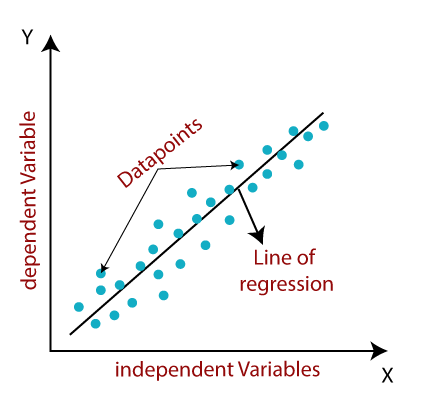 Y
dependent Variable
Datapoints
Line of
regression
independent Variables
X